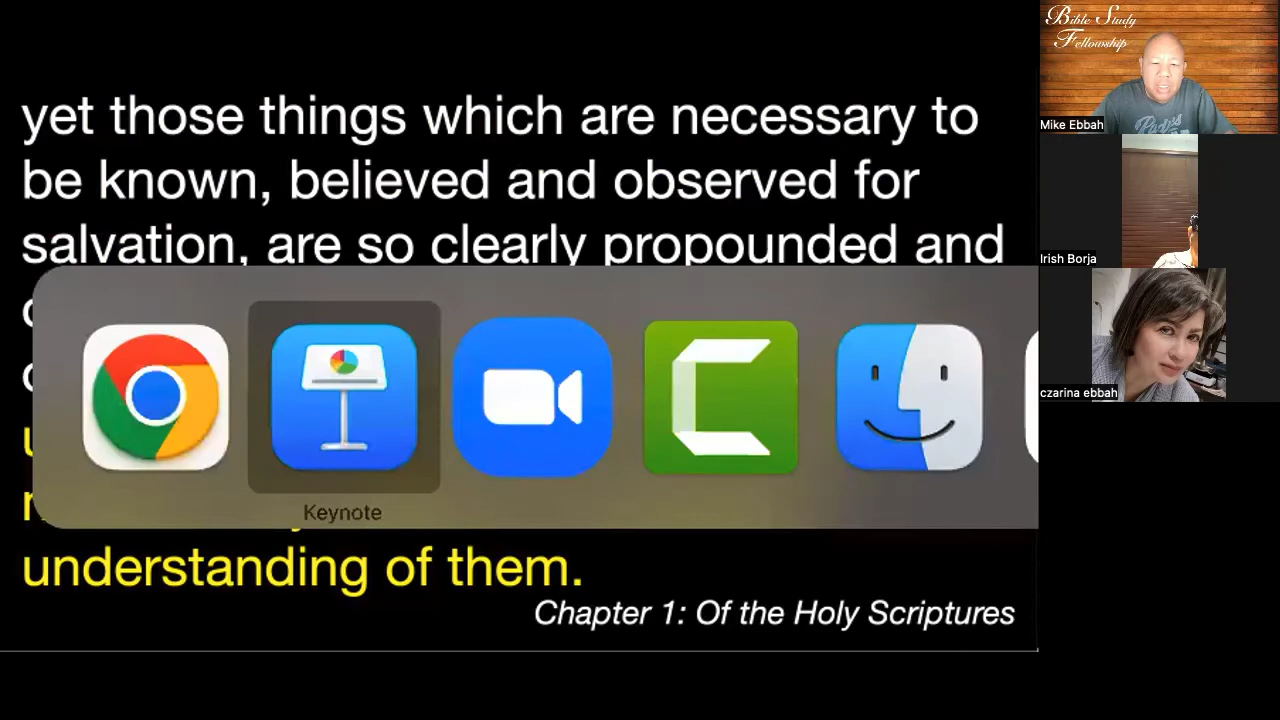 yet those things which are necessary to
be known, believed and observed for
salvation, are so clearly propounded and
Keynote
understanding of them.
Chapter 1: Of the Holy Scriptures
Bible Study
Fellowship
Mike Ebbah
Irish Borja
czarina ebbah